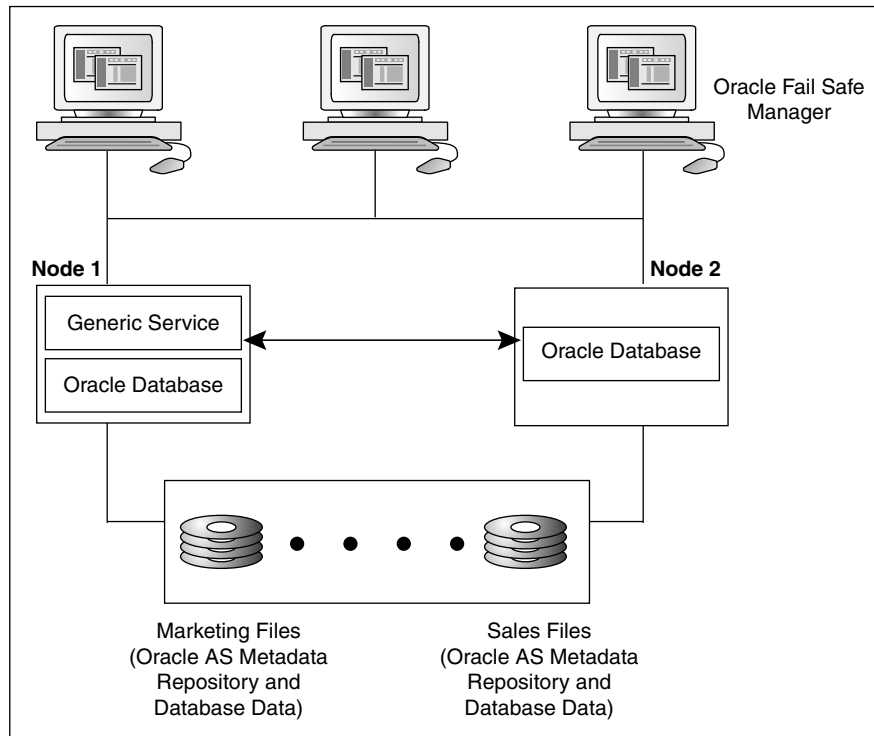 Oracle Fail Safe
Manager
Node 1
Node 2
Generic Service
Oracle Database
Oracle Database
Marketing Files
(Oracle AS Metadata
Repository and
Database Data)
Sales Files
(Oracle AS Metadata
Repository and
Database Data)